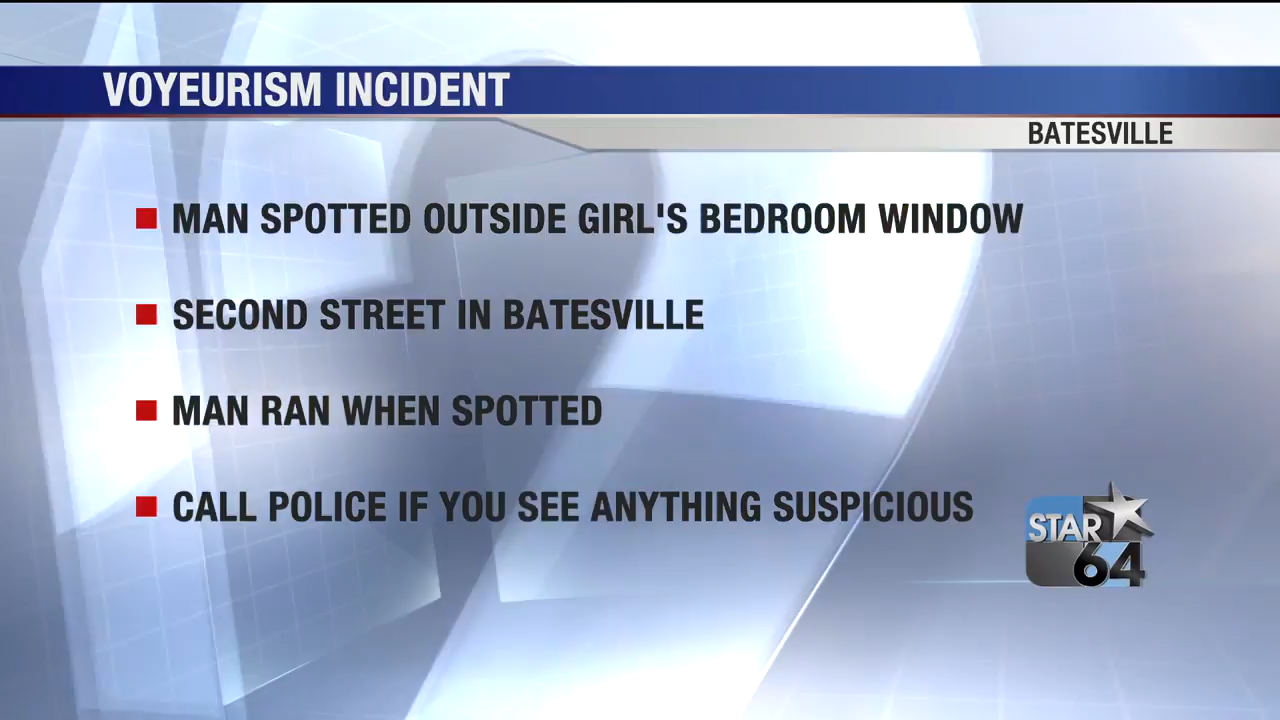 VOYEURISM INCIDENT
BATESVILLE
MAN SPOTTED OUTSIDE GIRL'S BEDROOM WINDOW
SECOND STREET IN BATESVILLE
MAN RAN WHEN SPOTTED
CALL POLICE IF YOU SEE ANYTHING SUSPICIOUS
STAR
64